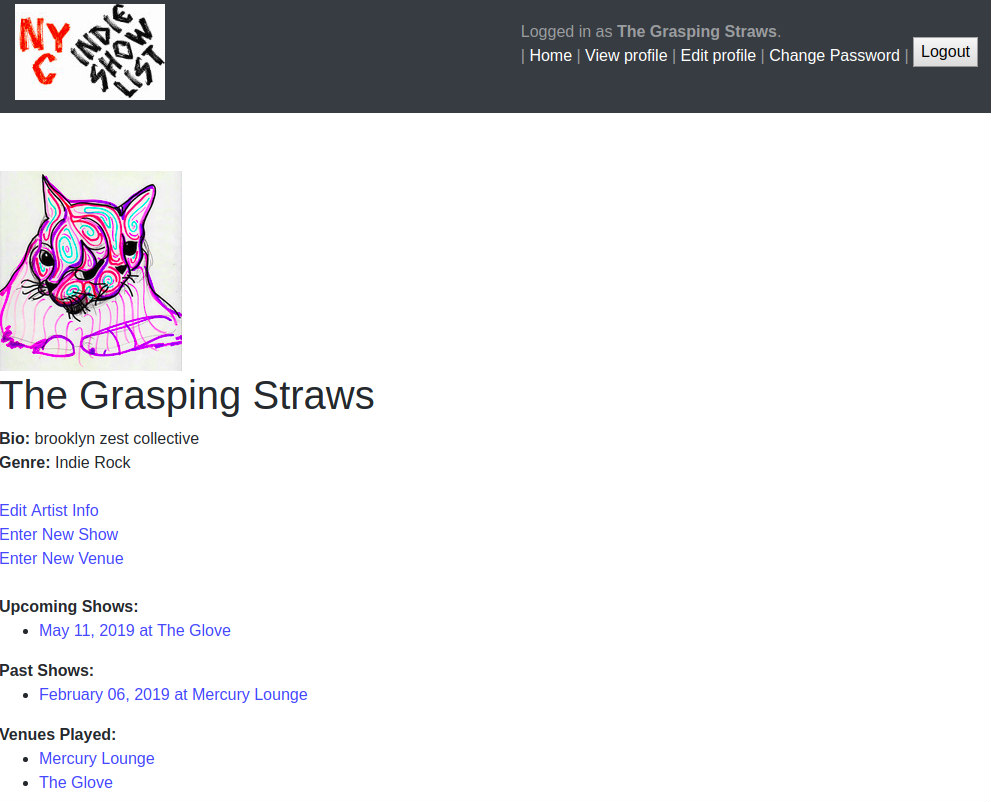 NYC INDIE SHOW LIST
Logged in as The Grasping Straws.
| Home | View profile | Edit profile | Change Password | Logout
The Grasping Straws
Bio: brooklyn zest collective
Genre: Indie Rock
Edit Artist Info
Enter New Show
Enter New Venue
Upcoming Shows:
May 11, 2019 at The Glove
Past Shows:
February 06, 2019 at Mercury Lounge
Venues Played:
Mercury Lounge
The Glove